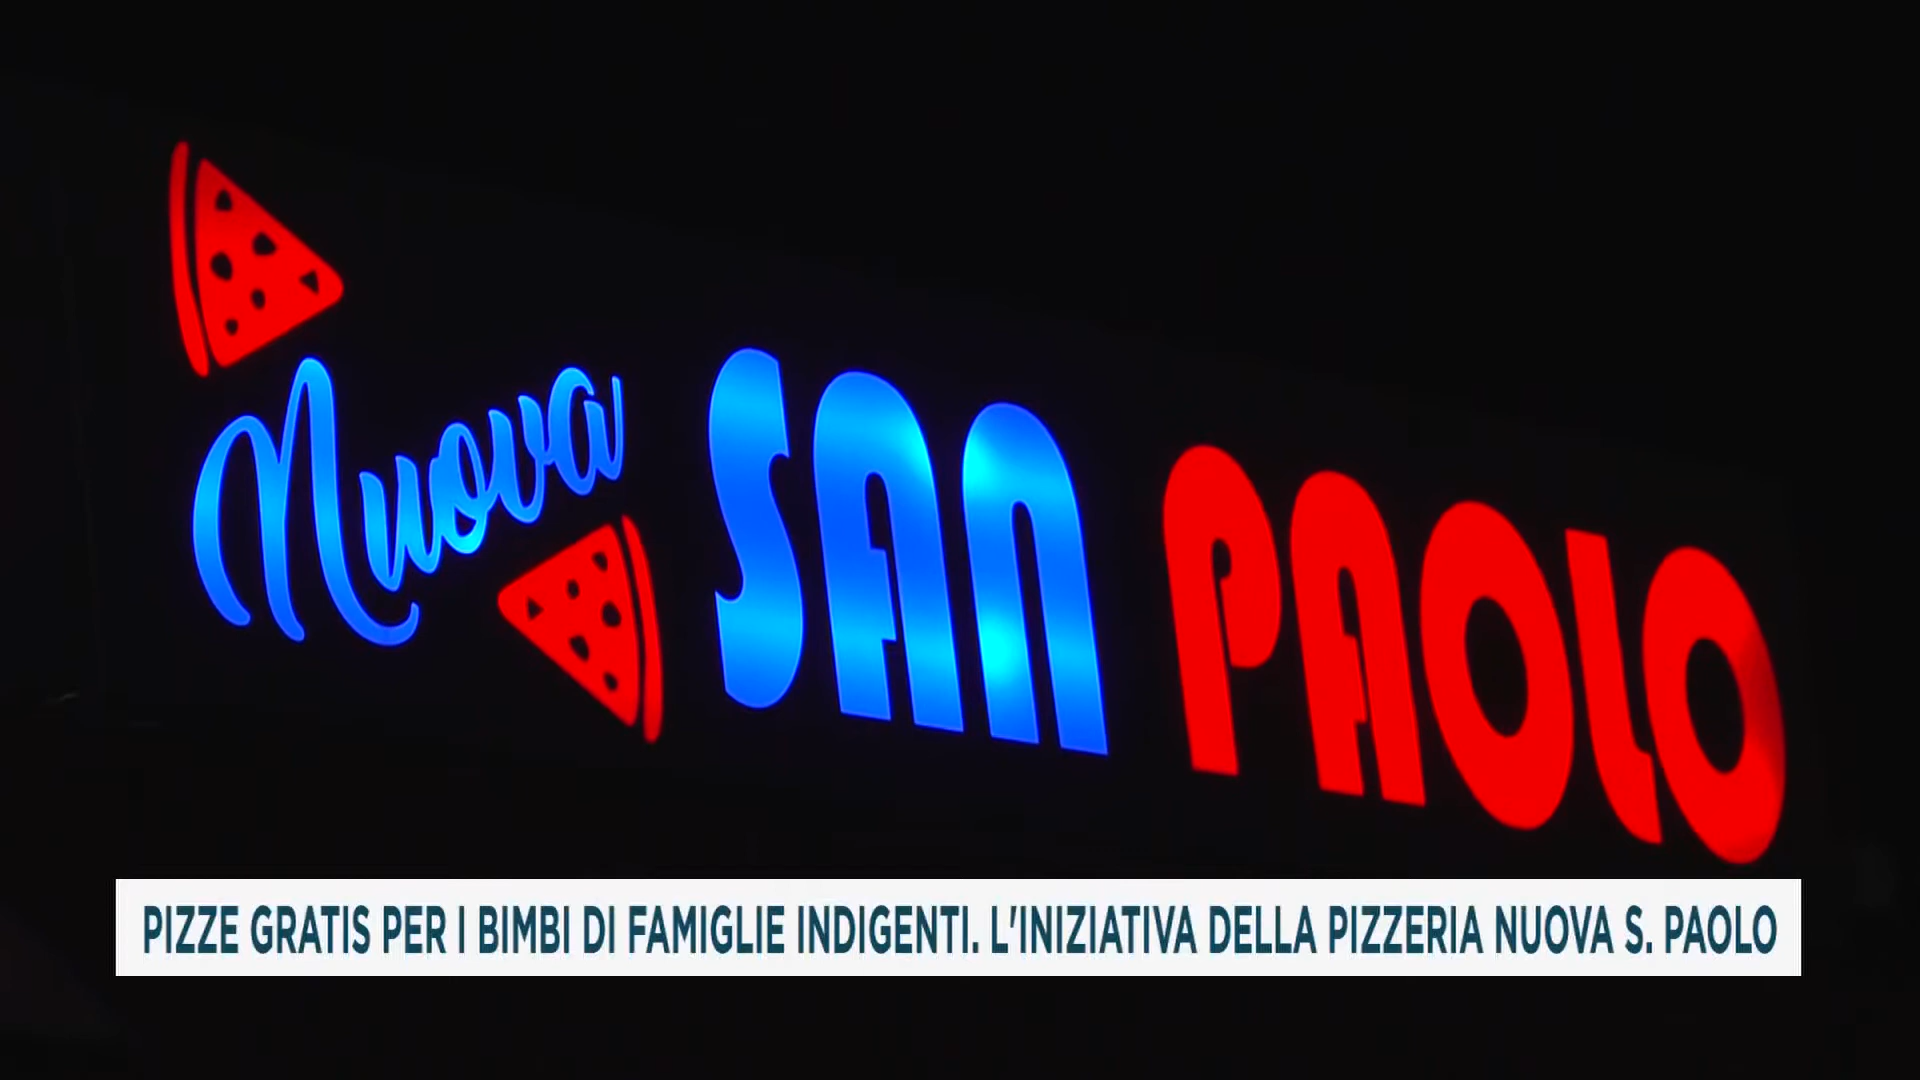 Nuova SAN PAOLO
PIZZE GRATIS PER I BIMBI DI FAMIGLIE INDIGENTI. L'INIZIATIVA DELLA PIZZERIA NUOVA S. PAOLO